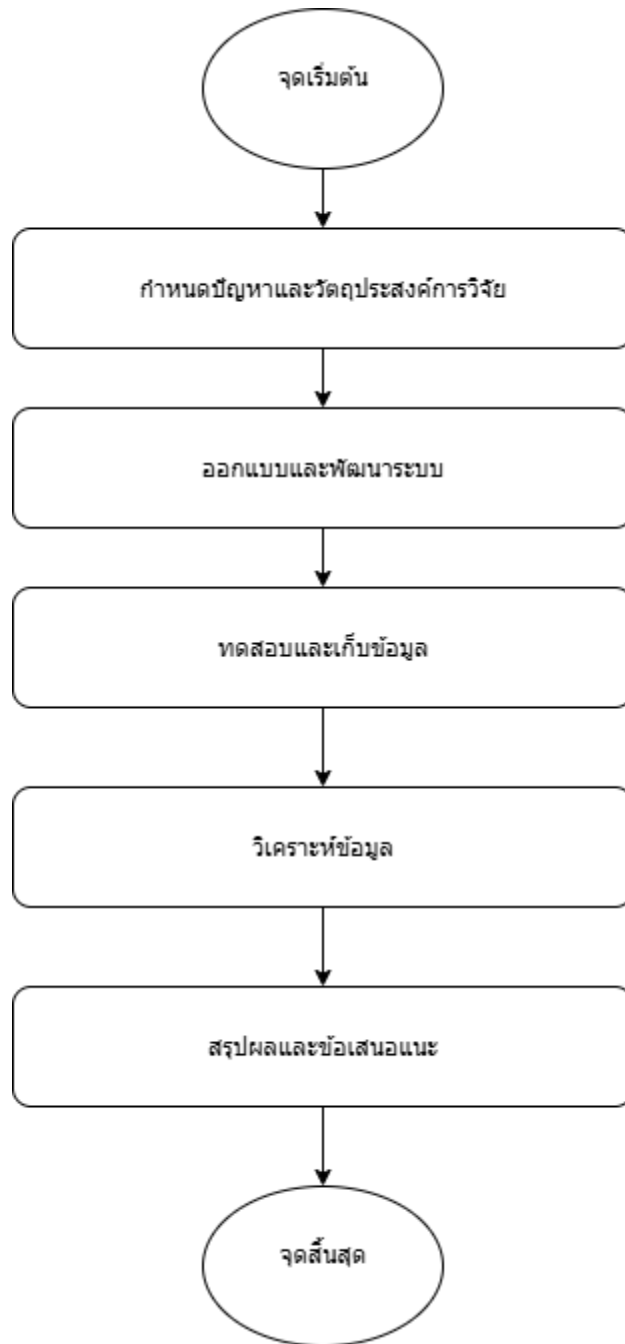 จุดเริ่มต้น
กำหนดปัญหาและวัตถุประสงค์การวิจัย
ออกแบบและพัฒนาระบบ
ทดสอบและเก็บข้อมูล
วิเคราะห์ข้อมูล
สรุปผลและข้อเสนอแนะ
จุดสิ้นสุด